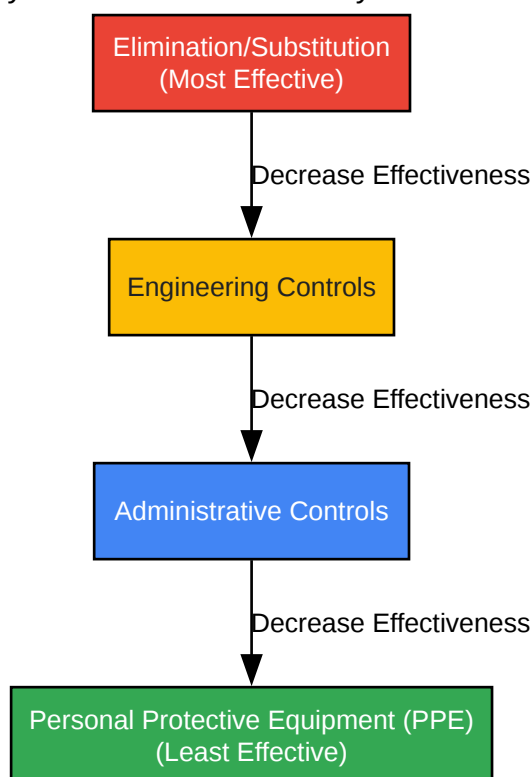 Elimination/Substitution
(Most Effective)
Decrease Effectiveness
Engineering Controls
Decrease Effectiveness
Administrative Controls
Decrease Effectiveness
Personal Protective Equipment (PPE)
(Least Effective)